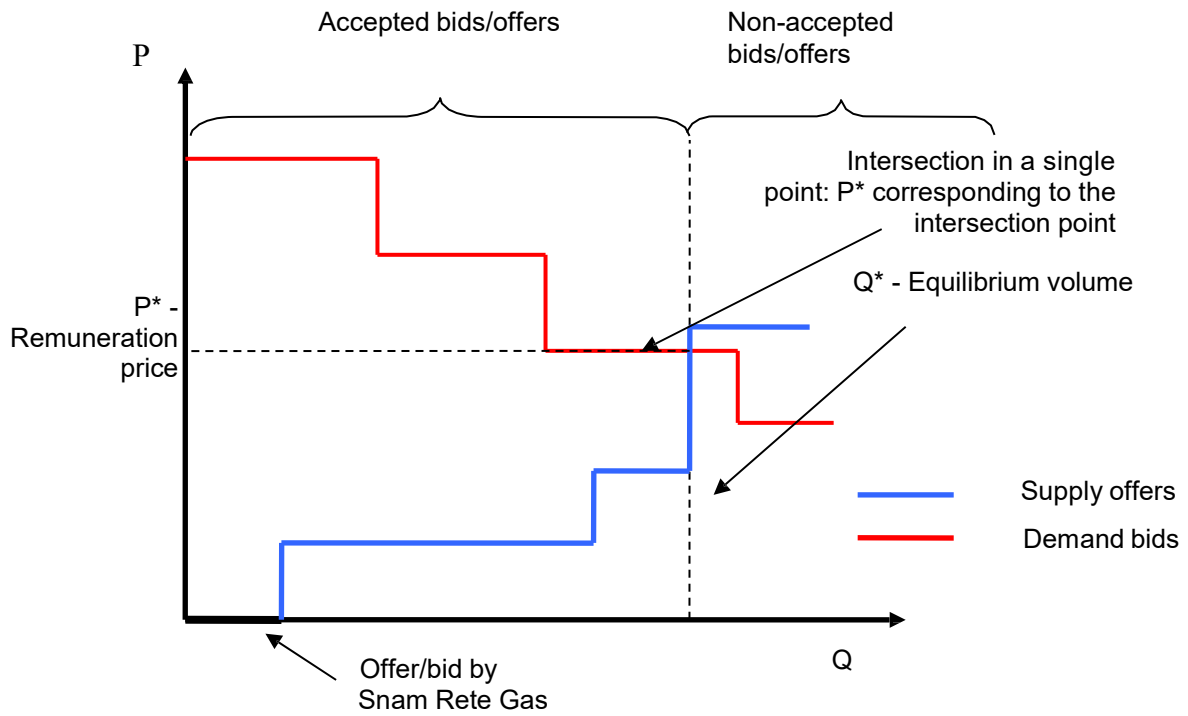 Accepted bids/offers
Non-accepted
bids/offers
P
Intersection in a single
point: P* corresponding to the
intersection point
Q* - Equilibrium volume
P* -
Remuneration
price
Supply offers
Demand bids
Q
Offer/bid by
Snam Rete Gas